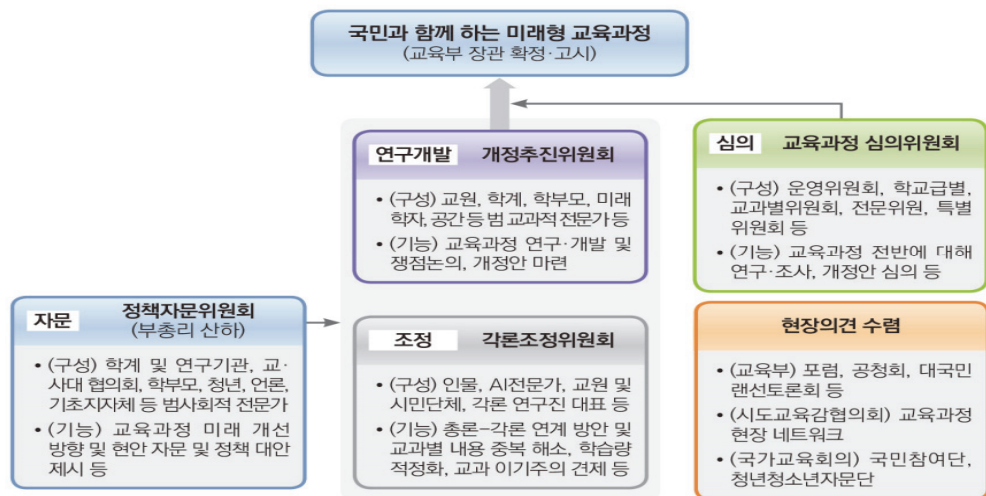 국민과 함께 하는 미래형 교육과정
(교육부 장관 확정·고시)
연구개발 개정추진위원회
• (구성) 교원, 학계, 학부모, 미래
학자, 공간 등 범 교과적 전문가 등
• (기능) 교육과정 연구·개발 및
쟁점논의, 개정안 마련
심의 교육과정 심의위원회
• (구성) 운영위원회, 학교급별,
교과별위원회, 전문위원, 특별
위원회 등
• (기능) 교육과정 전반에 대해
연구·조사, 개정안 심의 등
자문 정책자문위원회
(부총리 산하)
• (구성) 학계 및 연구기관, 교·
사대 협의회, 학부모, 청년, 언론,
기초지자체 등 범사회적 전문가
• (기능) 교육과정 미래 개선
방향 및 현안 자문 및 정책 대안
제시 등
조정 각론조정위원회
• (구성) 인물, AI전문가, 교원 및
시민단체, 각론 연구진 대표 등
• (기능) 총론-각론 연계 방안 및
교과별 내용 중복 해소, 학습량
적정화, 교과 이기주의 견제 등
현장의견 수렴
• (교육부) 포럼, 공청회, 대국민
랜선토론회 등
• (시도교육감협의회) 교육과정
현장 네트워크
• (국가교육회의) 국민참여단,
청년청소년자문단